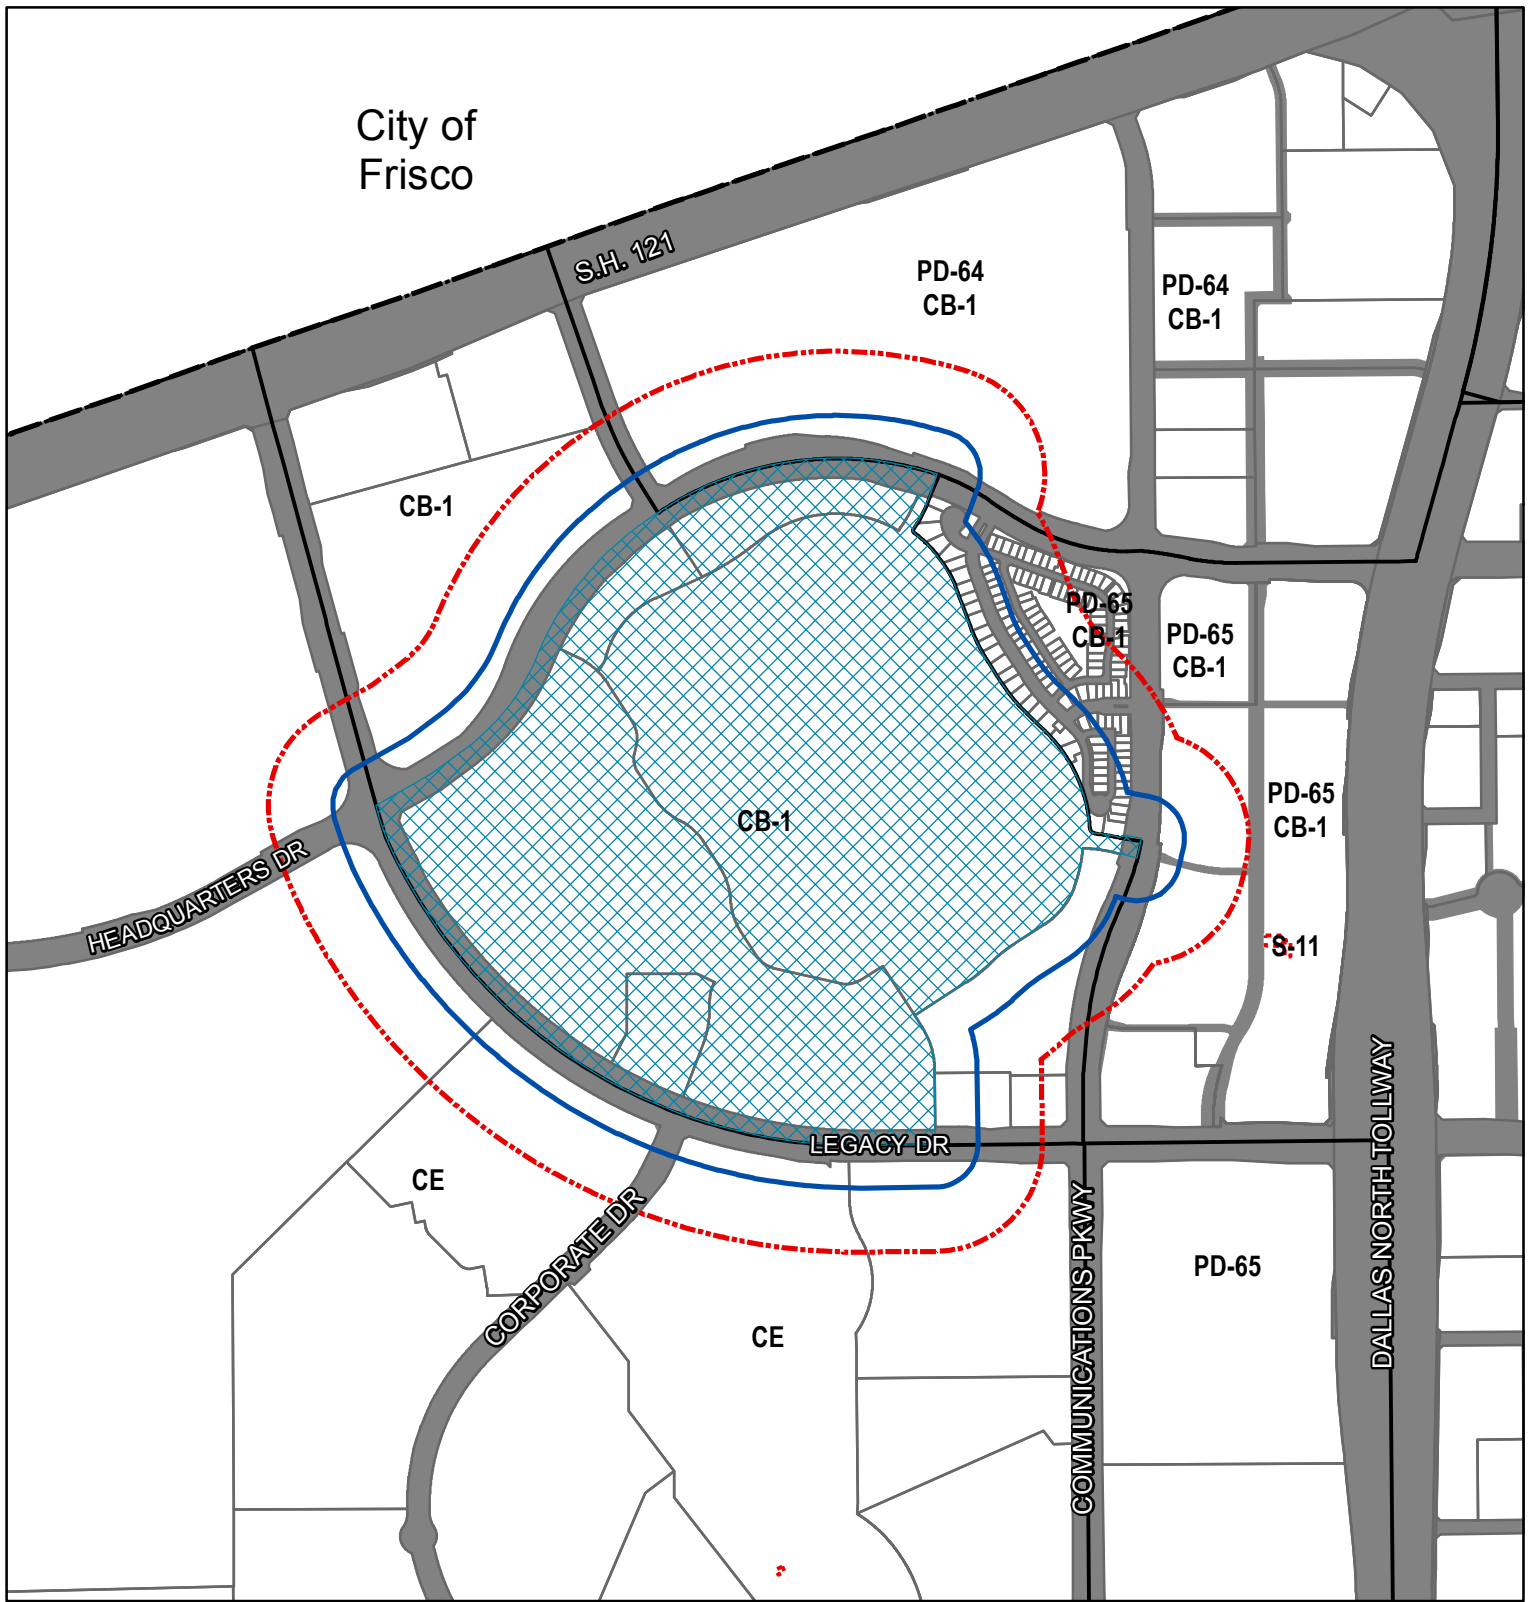 City of
Frisco
S.H. 121
PD-64
CB-1
PD-64
CB-1
CB-1
PD-65
CB-1
PD-65
CB-1
CB-1
PD-65
CB-1
HEADQUARTERS DR
S-11
LEGACY DR
CE
CORPORATE DR
COMMUNICATIONS PKWY
DALLAS NORTH TOLLWAY
PD-65
CE